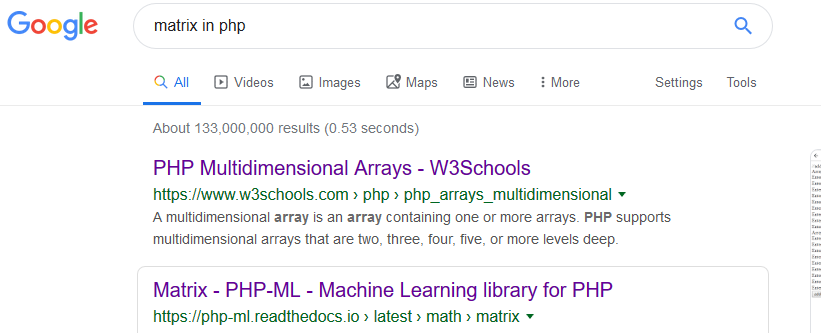 Google
matrix in php
All Videos Images Maps News More Settings Tools
About 133,000,000 results (0.53 seconds)
PHP Multidimensional Arrays - W3Schools
https://www.w3schools.com › php › php_arrays_multidimensional
A multidimensional array is an array containing one or more arrays. PHP supports
multidimensional arrays that are two, three, four, five, or more levels deep.
Matrix - PHP-ML - Machine Learning library for PHP
https://php-ml.readthedocs.io › latest › math › matrix